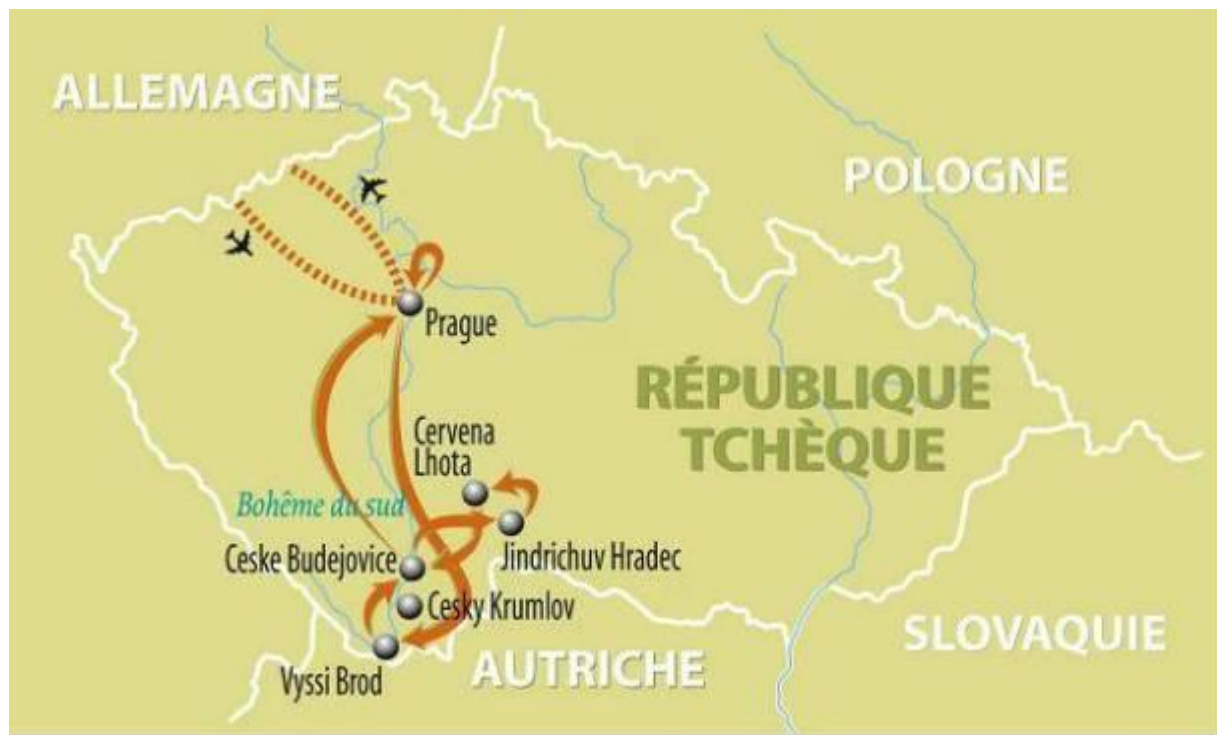 ALLEMAGNE
POLOGNE
Prague
RÉPUBLIQUE
TCHÈQUE
Cervena
Lhota
Bohême du sud
Ceske Budejovice
Jindrichuv Hradec
Cesky Krumlov
SLOVAQUIE
AUTRICHE
Vyssi Brod